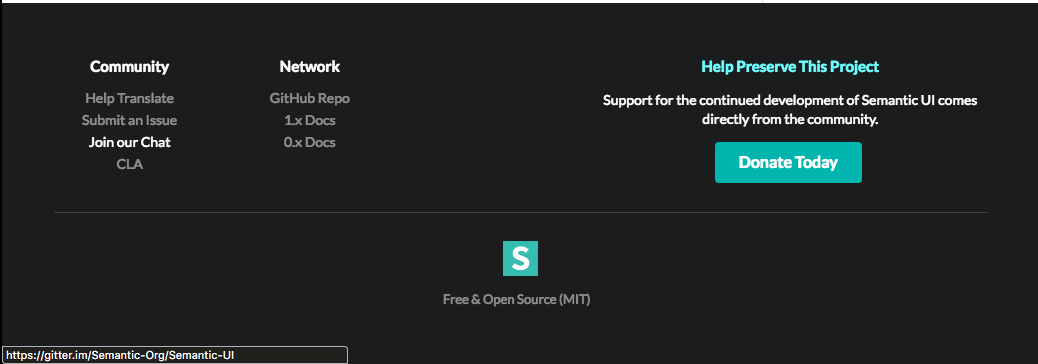 Community
Help Translate
Submit an Issue
Join our Chat
CLA
Network
GitHub Repo
1.x Docs
0.x Docs
Help Preserve This Project
Support for the continued development of Semantic UI comes
directly from the community.
Donate Today
S
Free & Open Source (MIT)
https://gitter.im/Semantic-Org/Semantic-UI